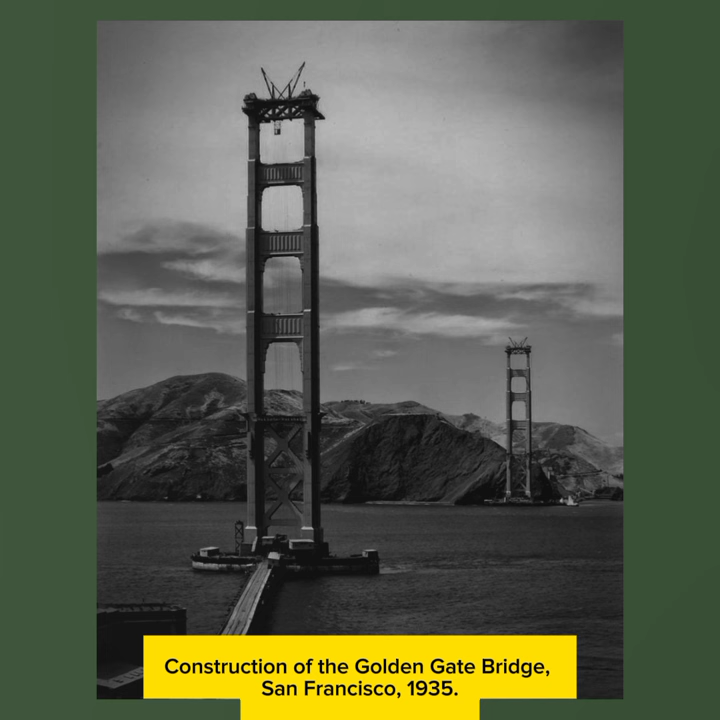 Construction of the Golden Gate Bridge,
San Francisco, 1935.